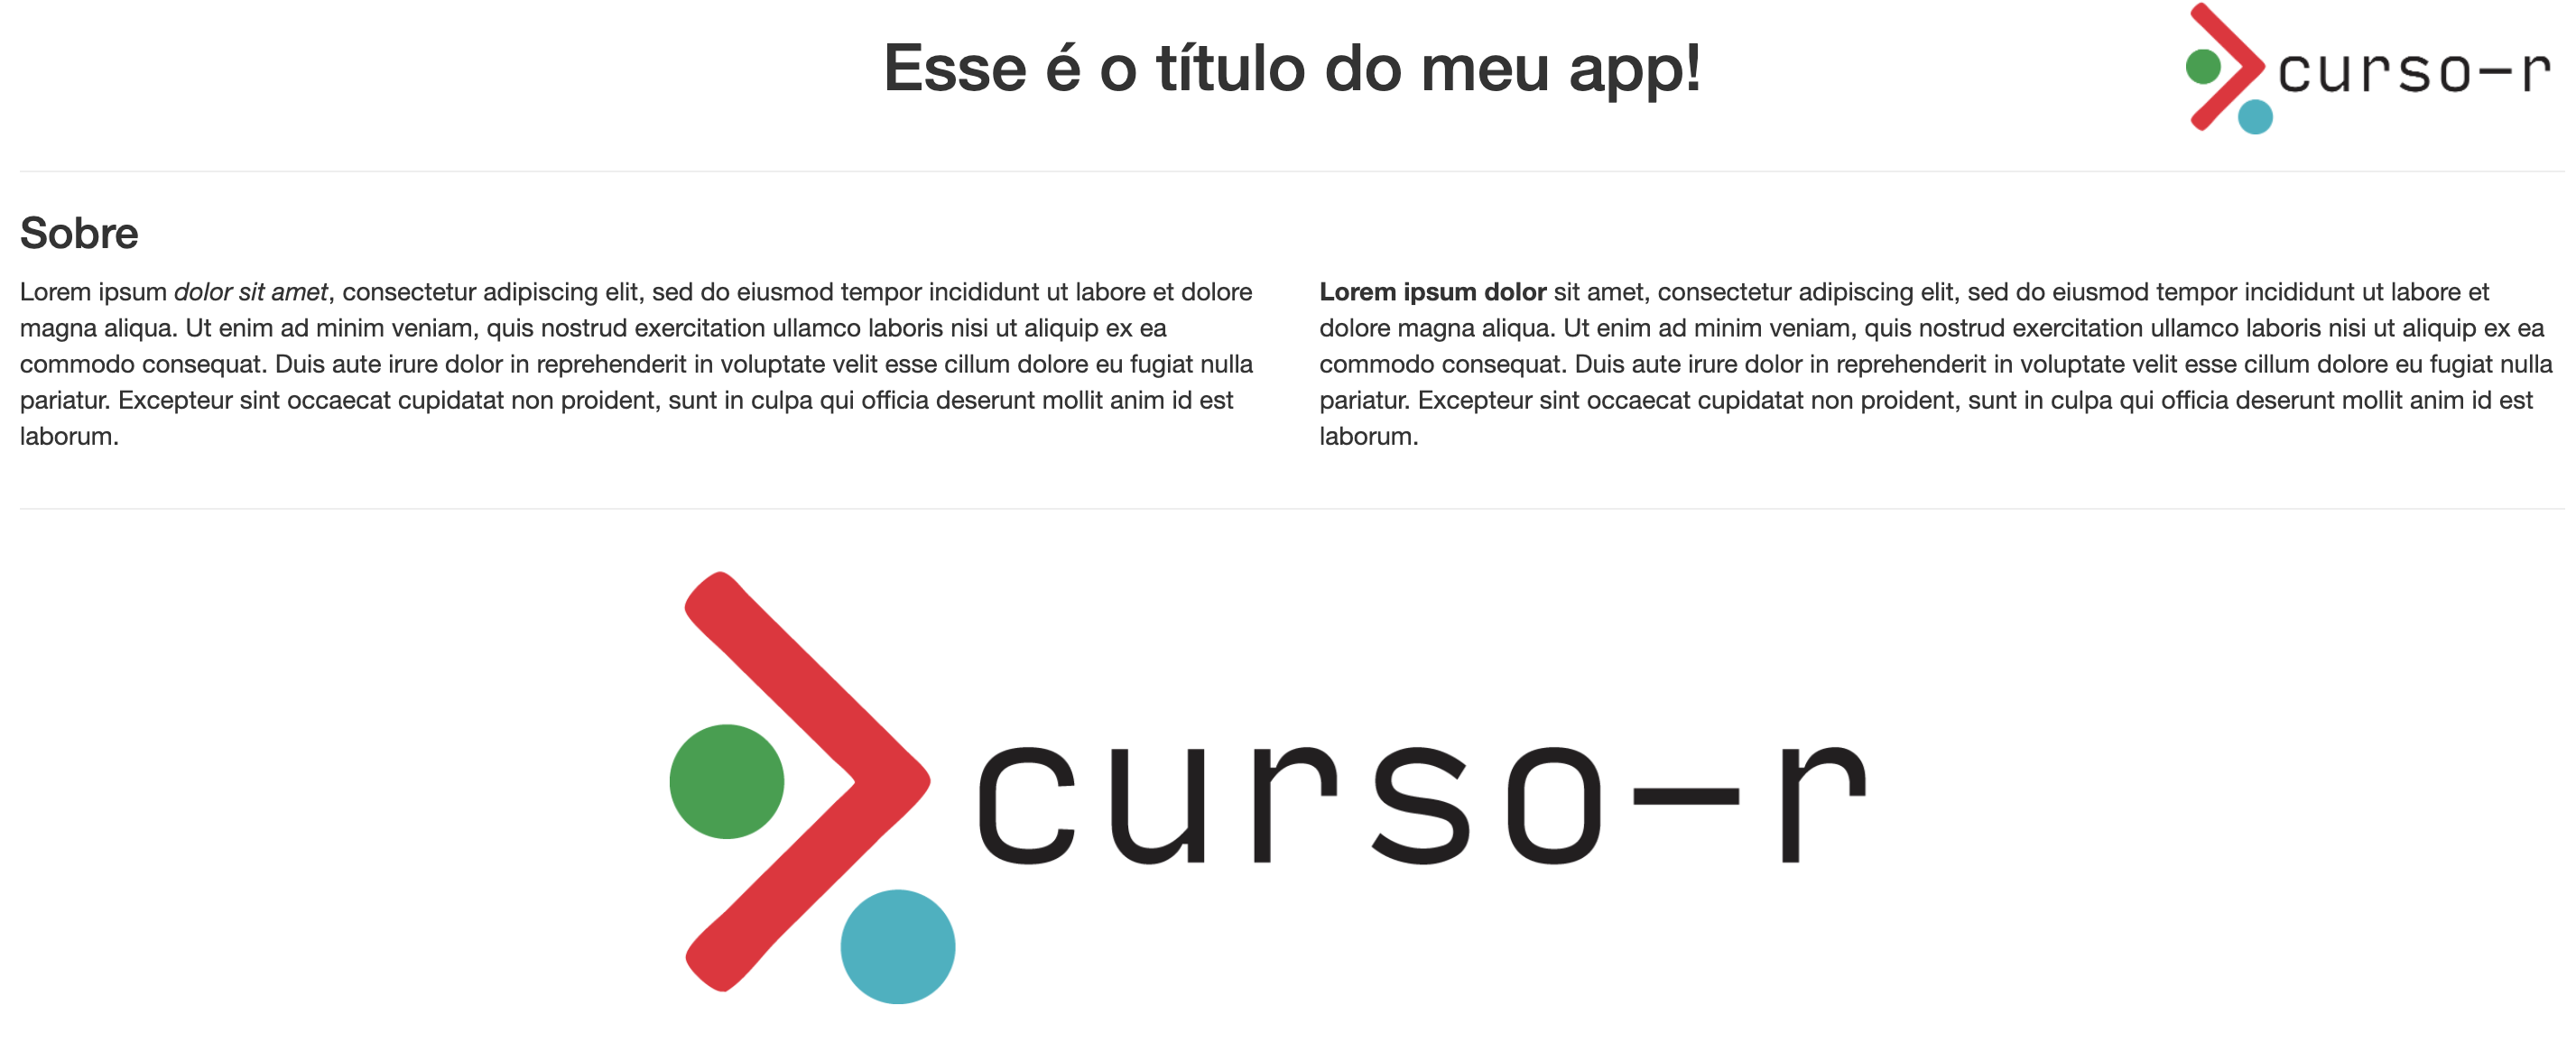 Esse é o título do meu app!
curso-r
Sobre
Lorem ipsum dolor sit amet, consectetur adipiscing elit, sed do eiusmod tempor incididunt ut labore et dolore
magna aliqua. Ut enim ad minim veniam, quis nostrud exercitation ullamco laboris nisi ut aliquip ex ea
commodo consequat. Duis aute irure dolor in reprehenderit in voluptate velit esse cillum dolore eu fugiat nulla
pariatur. Excepteur sint occaecat cupidatat non proident, sunt in culpa qui officia deserunt mollit anim id est
laborum.
Lorem ipsum dolor sit amet, consectetur adipiscing elit, sed do eiusmod tempor incididunt ut labore et
dolore magna aliqua. Ut enim ad minim veniam, quis nostrud exercitation ullamco laboris nisi ut aliquip ex ea
commodo consequat. Duis aute irure dolor in reprehenderit in voluptate velit esse cillum dolore eu fugiat nulla
pariatur. Excepteur sint occaecat cupidatat non proident, sunt in culpa qui officia deserunt mollit anim id est
laborum.
curso-r